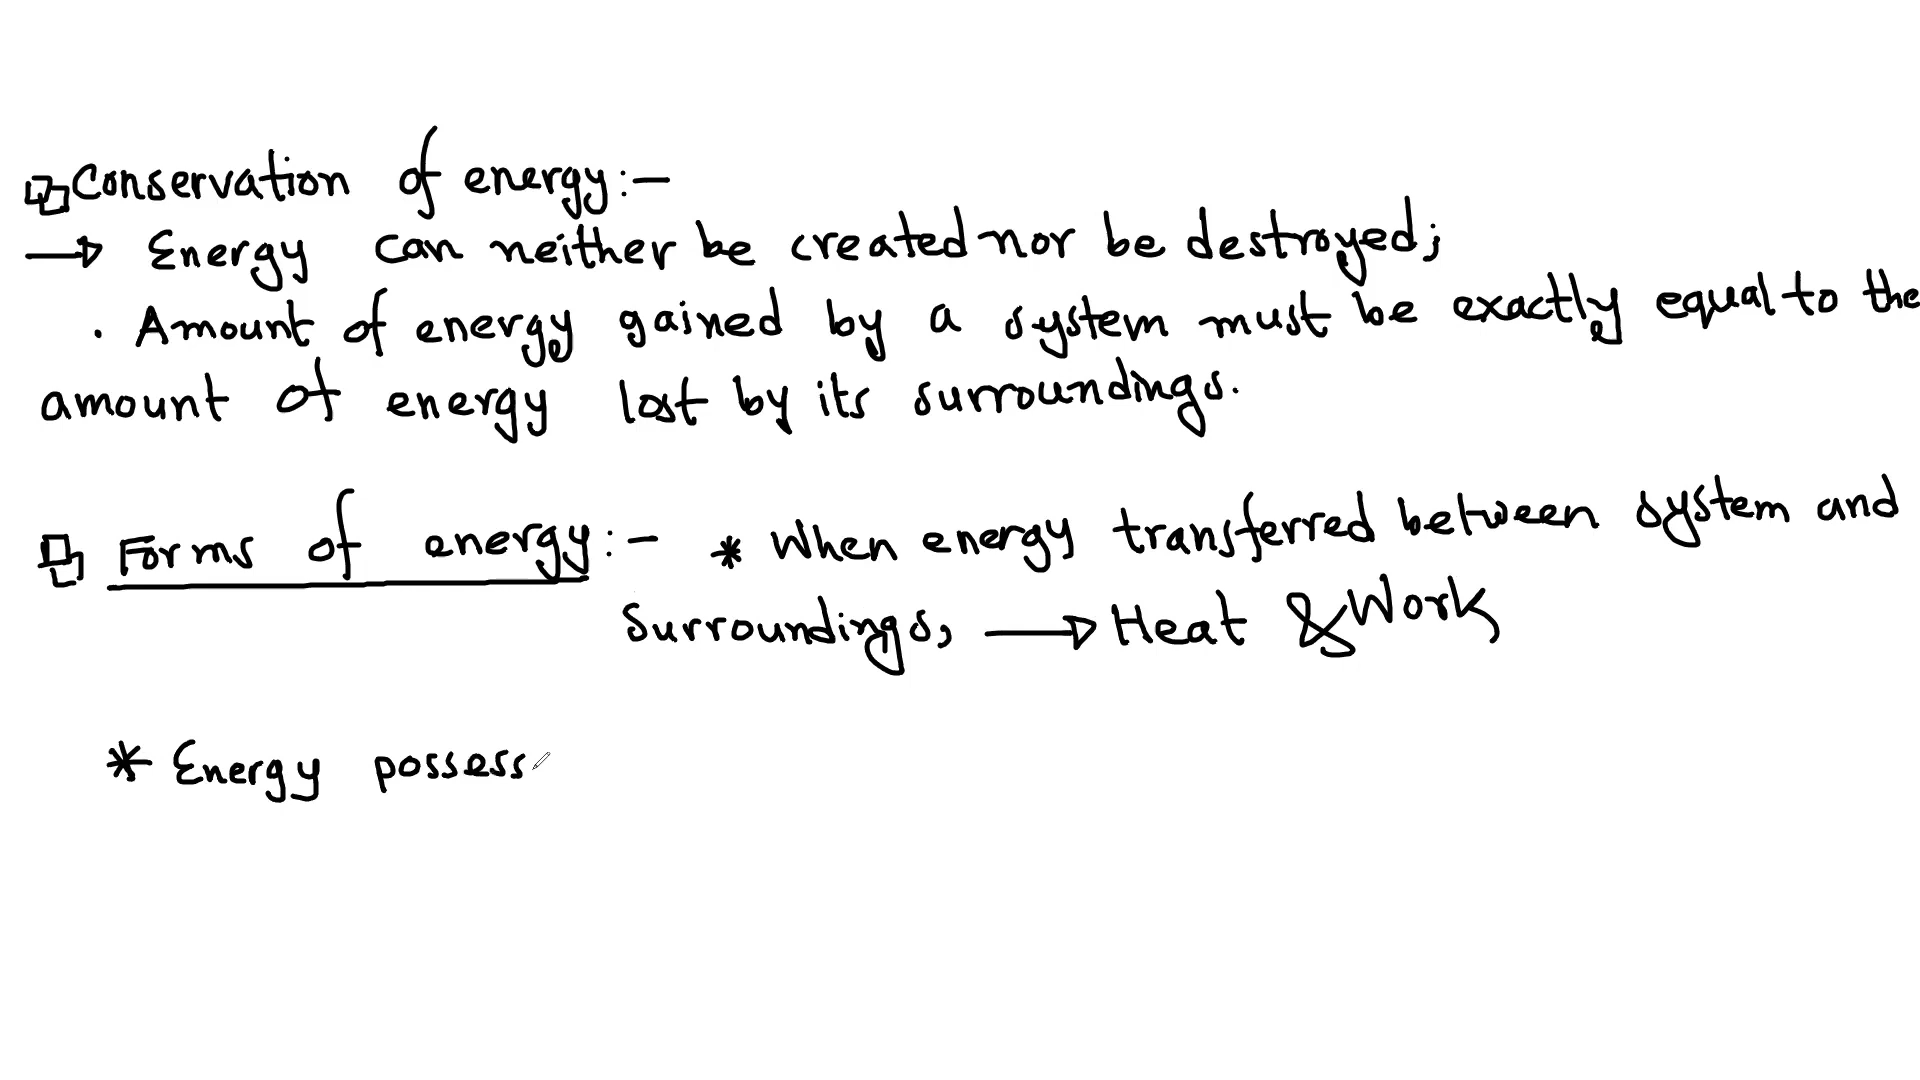 Conservation of energy:-
→ Energy can neither be created nor be destroyed;
. Amount of energy gained by a system must be exactly equal to the
amount of energy lost by its surroundings.
Forms of energy:- * When energy transferred between system and
surroundings, → Heat & Work
* Energy possess